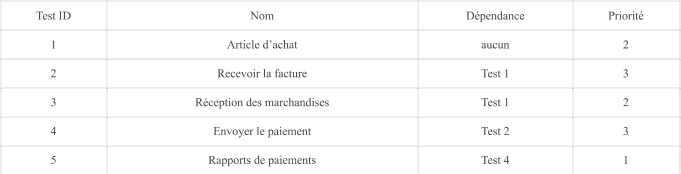 Test ID Nom Dépendance Priorité
1 Article d’achat aucun 2
2 Recevoir la facture Test 1 3
3 Réception des marchandises Test 1 2
4 Envoyer le paiement Test 2 3
5 Rapports de paiements Test 4 1